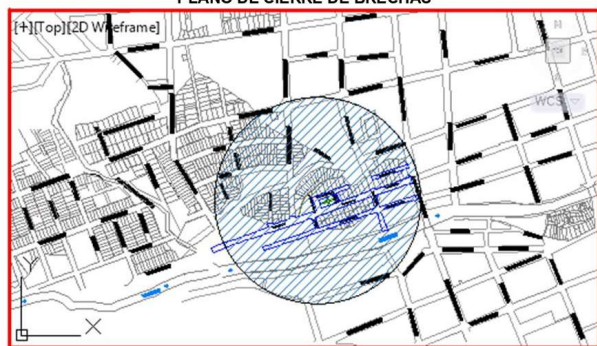 PLANO DE CIERRE DE BRECHAS
[+][Top][2D Wireframe]
N
WCS
X